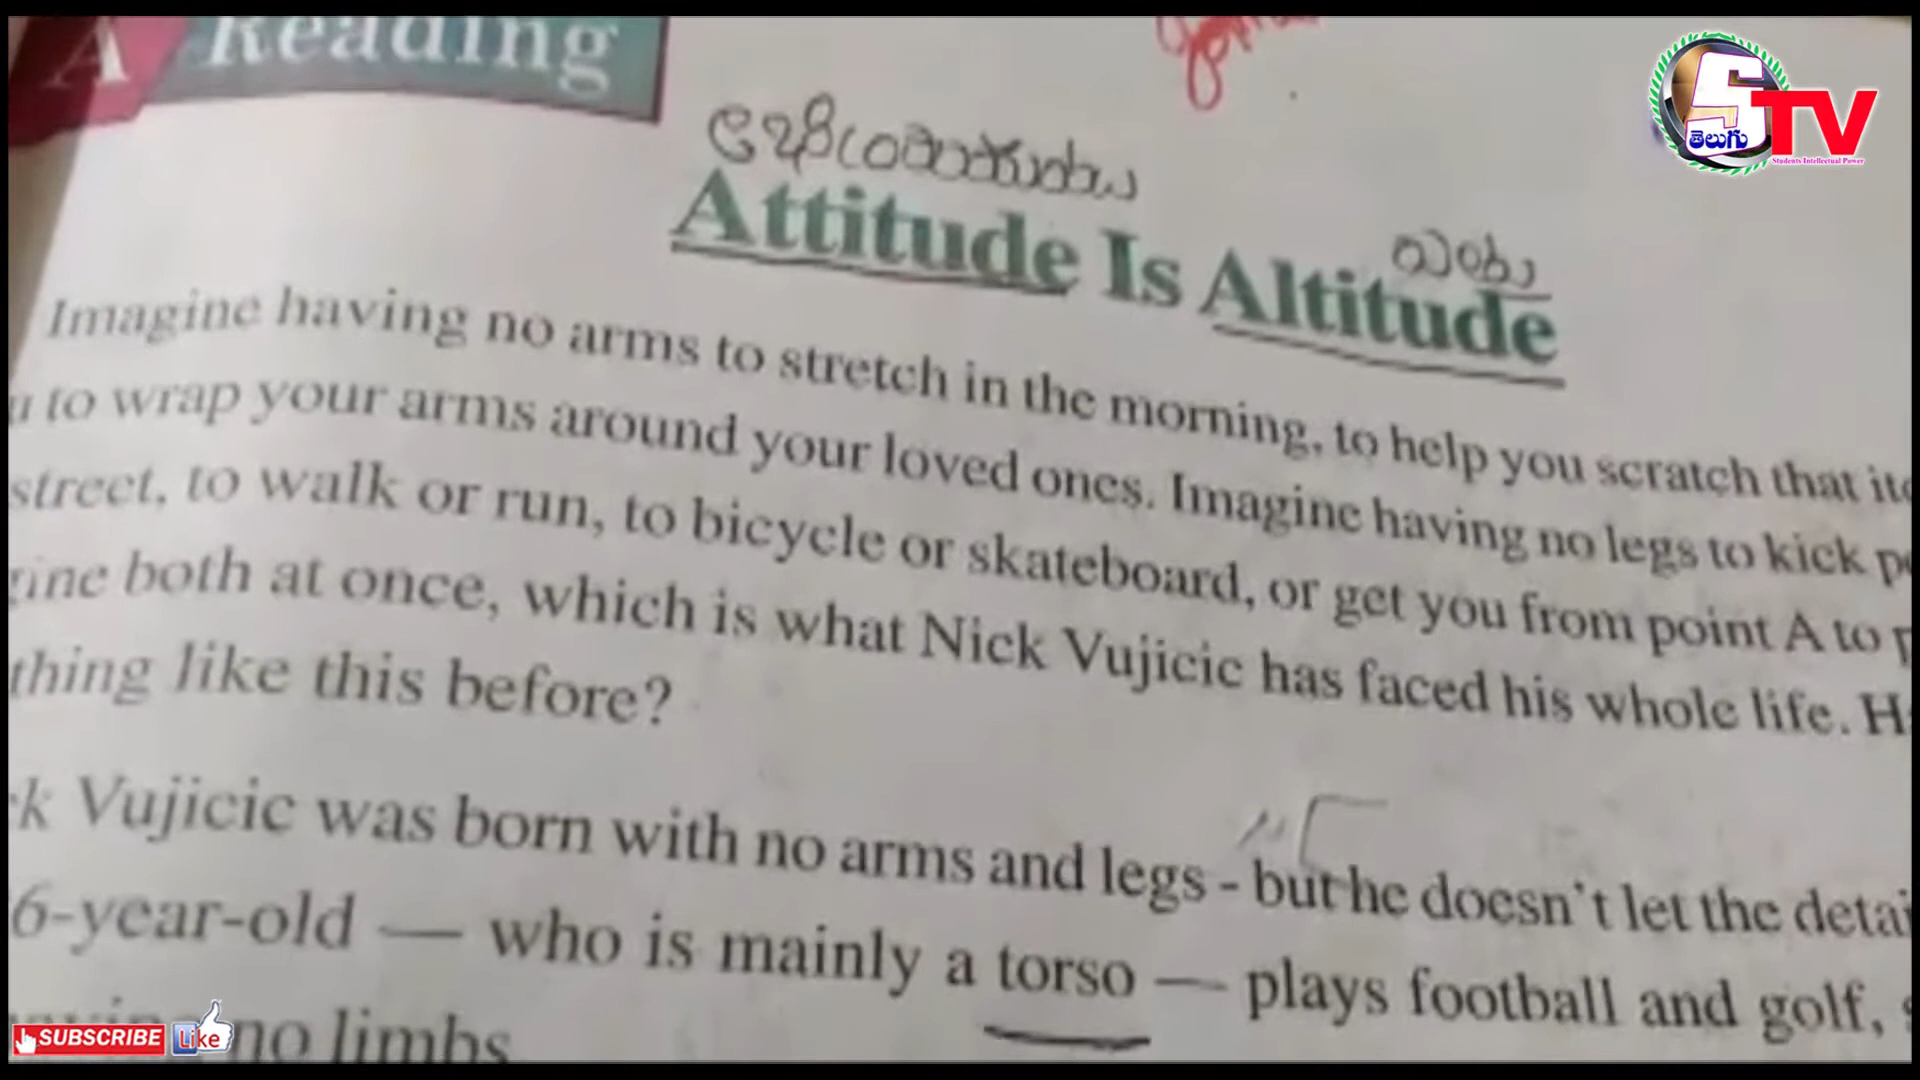 A Reading
తెలుగు
STV
Students Intellectual Power
Attitude Is Altitude
Imagine having no arms to stretch in the morning, to help you scratch that
to wrap your arms around your loved ones. Imagine having no legs to kick
street, to walk or run, to bicycle or skateboard, or get you from point A to
both at once, which is what Nick Vujicic has faced his whole life.
thing like this before?
Vujicic was born with no arms and legs - but he doesn't let the
6-year-old — who is mainly a torso — plays football and golf,
no limbs
SUBSCRIBE
Like